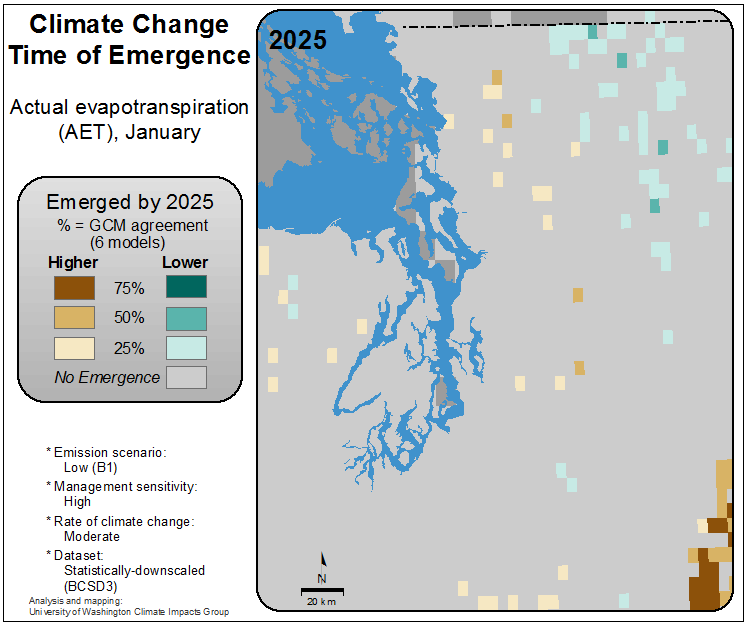 Climate Change
Time of Emergence
Actual evapotranspiration
(AET), January
Emerged by 2025
% = GCM agreement
(6 models)
Higher Lower
75%
50%
25%
No Emergence
* Emission scenario:
Low (B1)
* Management sensitivity:
High
* Rate of climate change:
Moderate
* Dataset:
Statistically-downscaled
(BCSD3)
Analysis and mapping:
University of Washington Climate Impacts Group
2025
N
20 km